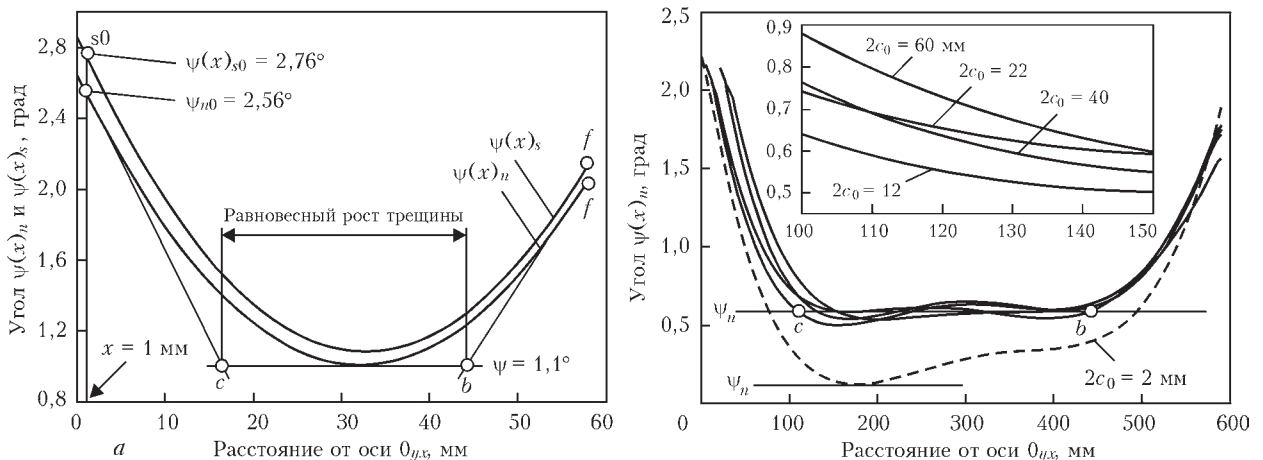 Угол ψ(x)n и ψ(x)s, град
2,8
2,4
2,0
1,6
1,2
0,8
s0
ψ(x)s0 = 2,76°
ψn0 = 2,56°
ψ(x)s
ψ(x)n
f
f
Равновесный рост трещины
x = 1 мм
c
b
ψ = 1,1°
0 10 20 30 40 50 60
а Расстояние от оси 0yx, мм
Угол ψ(x)n, град
2,0
1,5
1,0
0,5
0,9
0,8
0,7
0,6
0,5
2c0 = 60 мм
2c0 = 22
2c0 = 40
2c0 = 12
100 110 120 130 140 150
ψn
c
b
ψn
2c0 = 2 мм
0 100 200 300 400 500 600
Расстояние от оси 0yx, мм